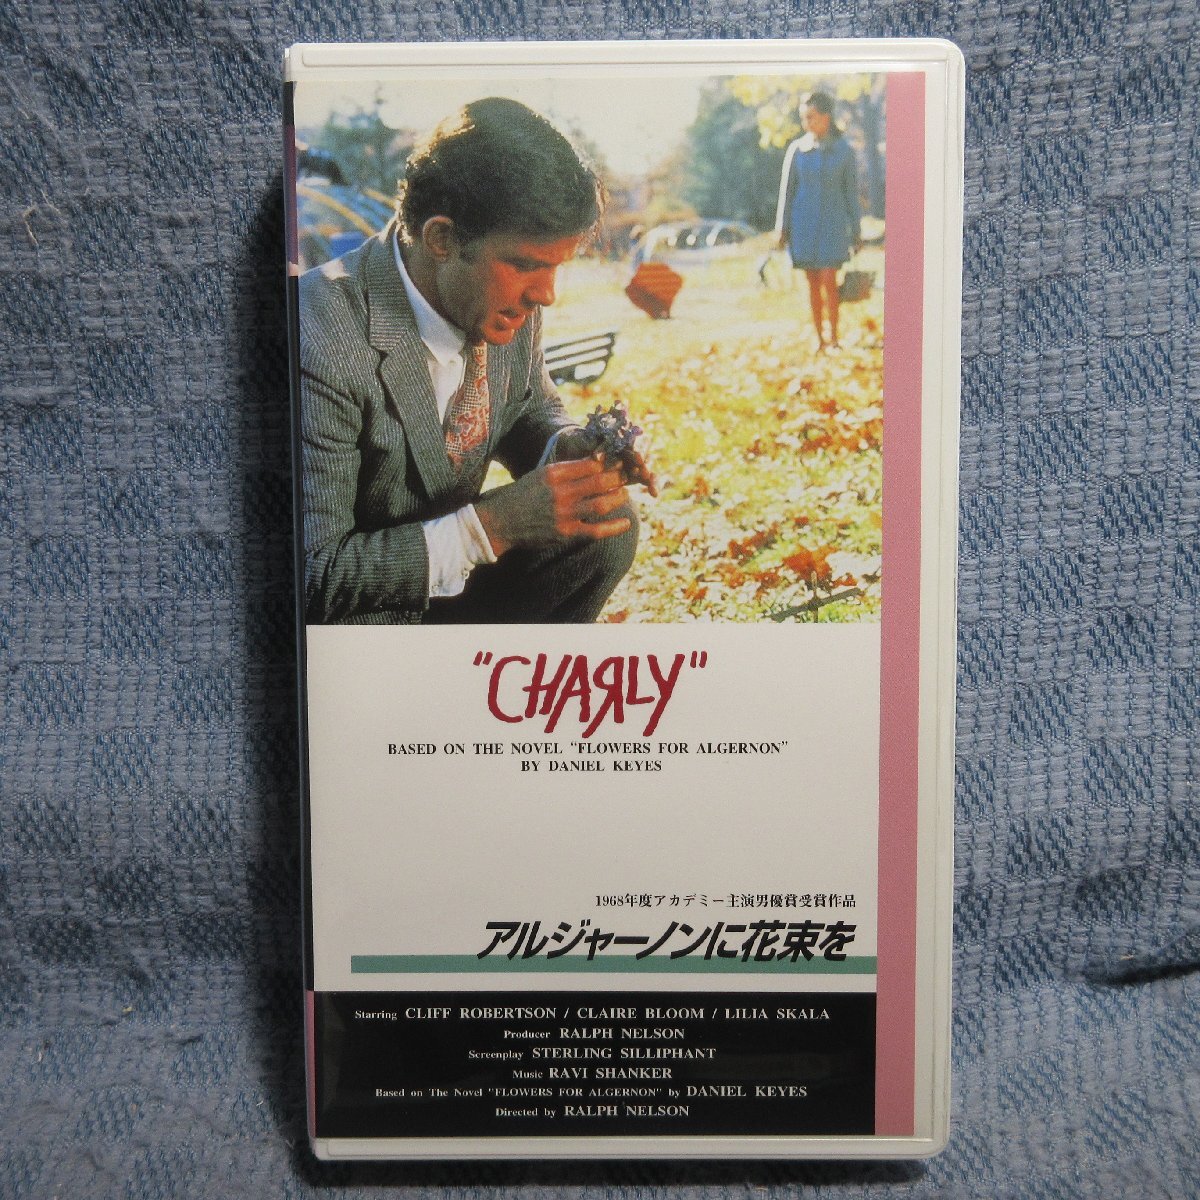 "CHAЯLY"
BASED ON THE NOVEL "FLOWERS FOR ALGERNON"
BY DANIEL KEYES
1968年度アカデミー主演男優賞受賞作品
アルジャーノンに花束を
Starring CLIFF ROBERTSON / CLAIRE BLOOM / LILIA SKALA
Producer RALPH NELSON
Screenplay STERLING SILLIPHANT
Music RAVI SHANKER
Based on The Novel "FLOWERS FOR ALGERNON" by DANIEL KEYES
Directed by RALPH NELSON